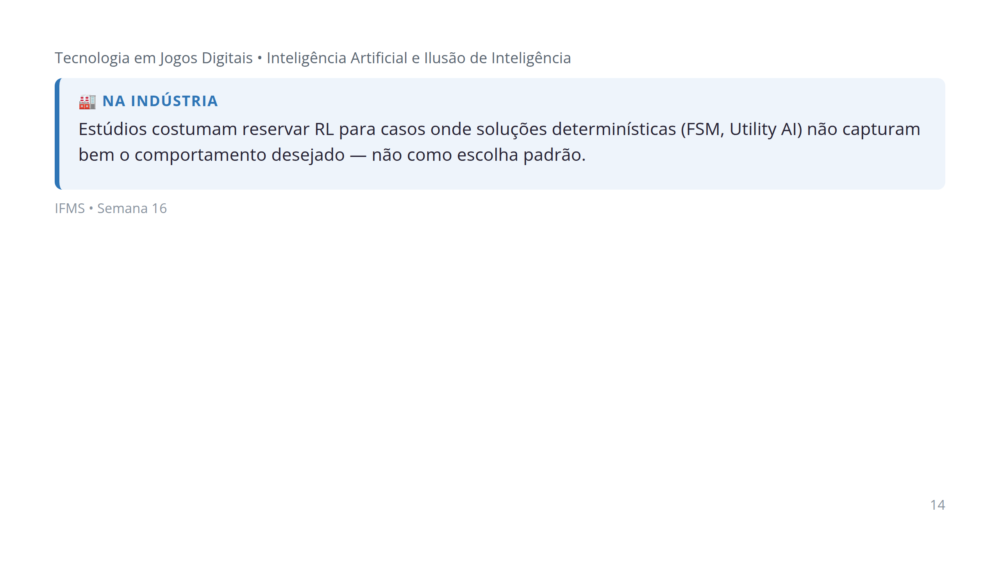 Tecnologia em Jogos Digitais • Inteligência Artificial e Ilusão de Inteligência
🏭 NA INDÚSTRIA
Estúdios costumam reservar RL para casos onde soluções determinísticas (FSM, Utility AI) não capturam
bem o comportamento desejado — não como escolha padrão.
IFMS • Semana 16
14